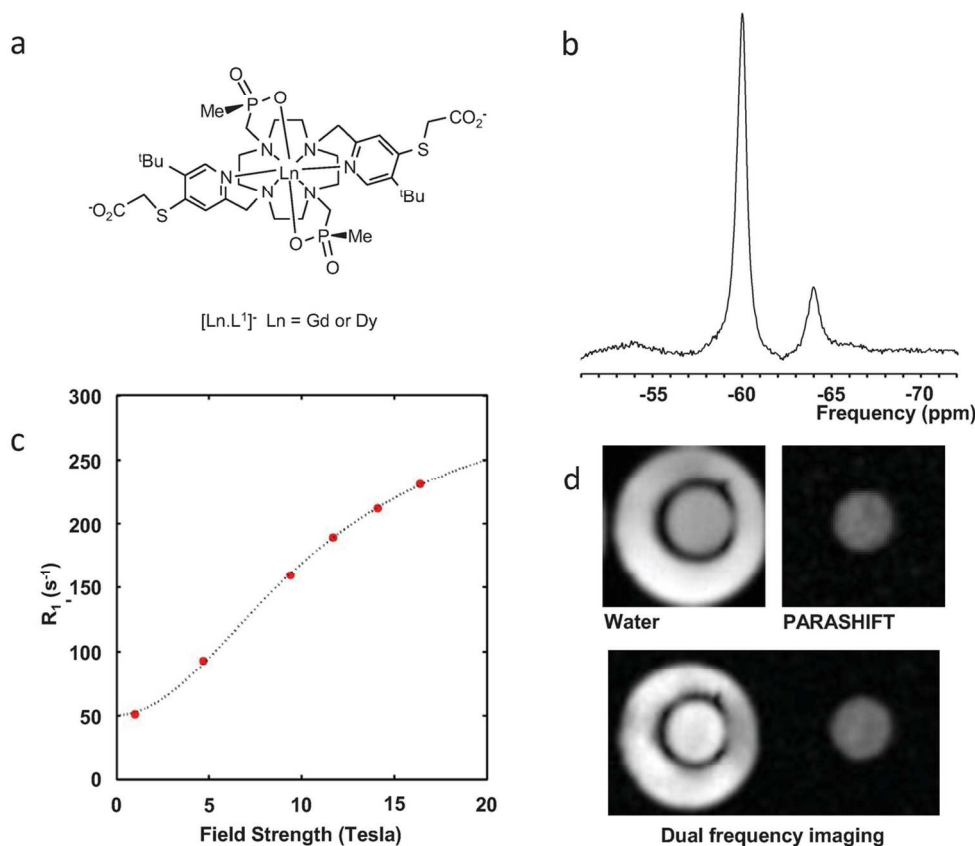 a
O
O
P
Me
N
N
CO2-
S
tBu
N
Ln
N
tBu
-O2C
S
N
N
O
P
Me
O
[Ln.L1]- Ln = Gd or Dy
b
-55
-60
-65
-70
Frequency (ppm)
c
300
250
200
150
100
50
0
R1, (s-1)
0
5
10
15
20
Field Strength (Tesla)
d
Water
PARASHIFT
Dual frequency imaging